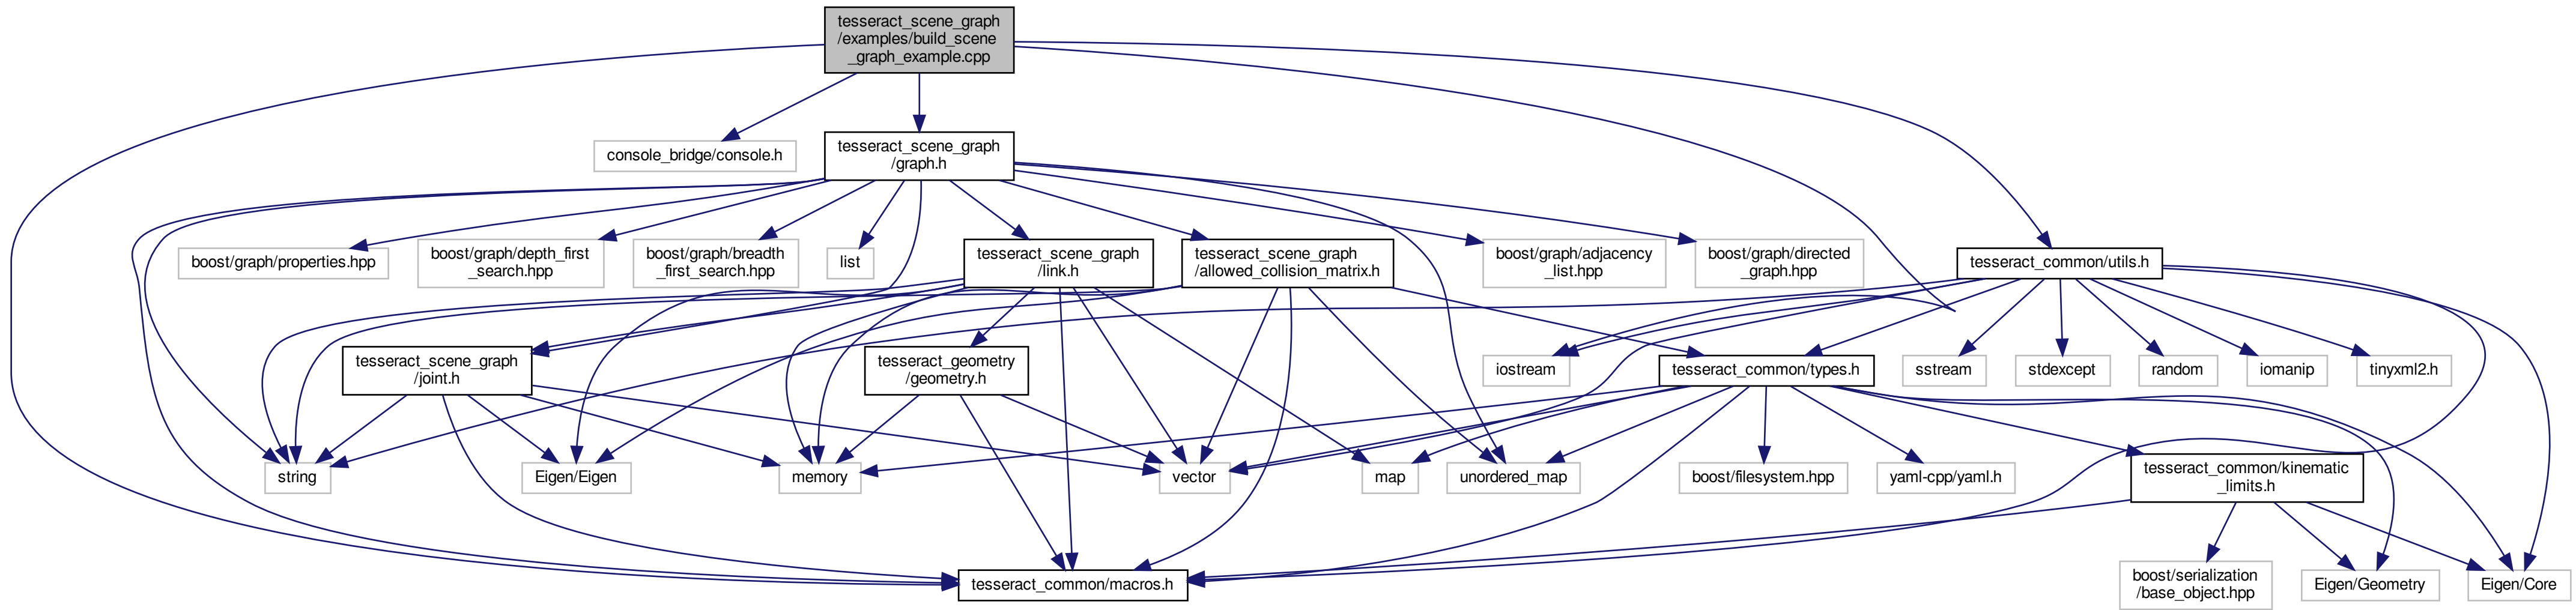 tesseract_scene_graph
/examples/build_scene
_graph_example.cpp
console_bridge/console.h
tesseract_scene_graph
/graph.h
boost/graph/properties.hpp
boost/graph/depth_first
_search.hpp
boost/graph/breadth
_first_search.hpp
list
tesseract_scene_graph
/link.h
tesseract_scene_graph
/allowed_collision_matrix.h
boost/graph/adjacency
_list.hpp
boost/graph/directed
_graph.hpp
tesseract_common/utils.h
tesseract_scene_graph
/joint.h
tesseract_geometry
/geometry.h
iostream
tesseract_common/types.h
sstream
stdexcept
random
iomanip
tinyxml2.h
string
Eigen/Eigen
memory
vector
map
unordered_map
boost/filesystem.hpp
yaml-cpp/yaml.h
tesseract_common/kinematic
_limits.h
tesseract_common/macros.h
boost/serialization
/base_object.hpp
Eigen/Geometry
Eigen/Core